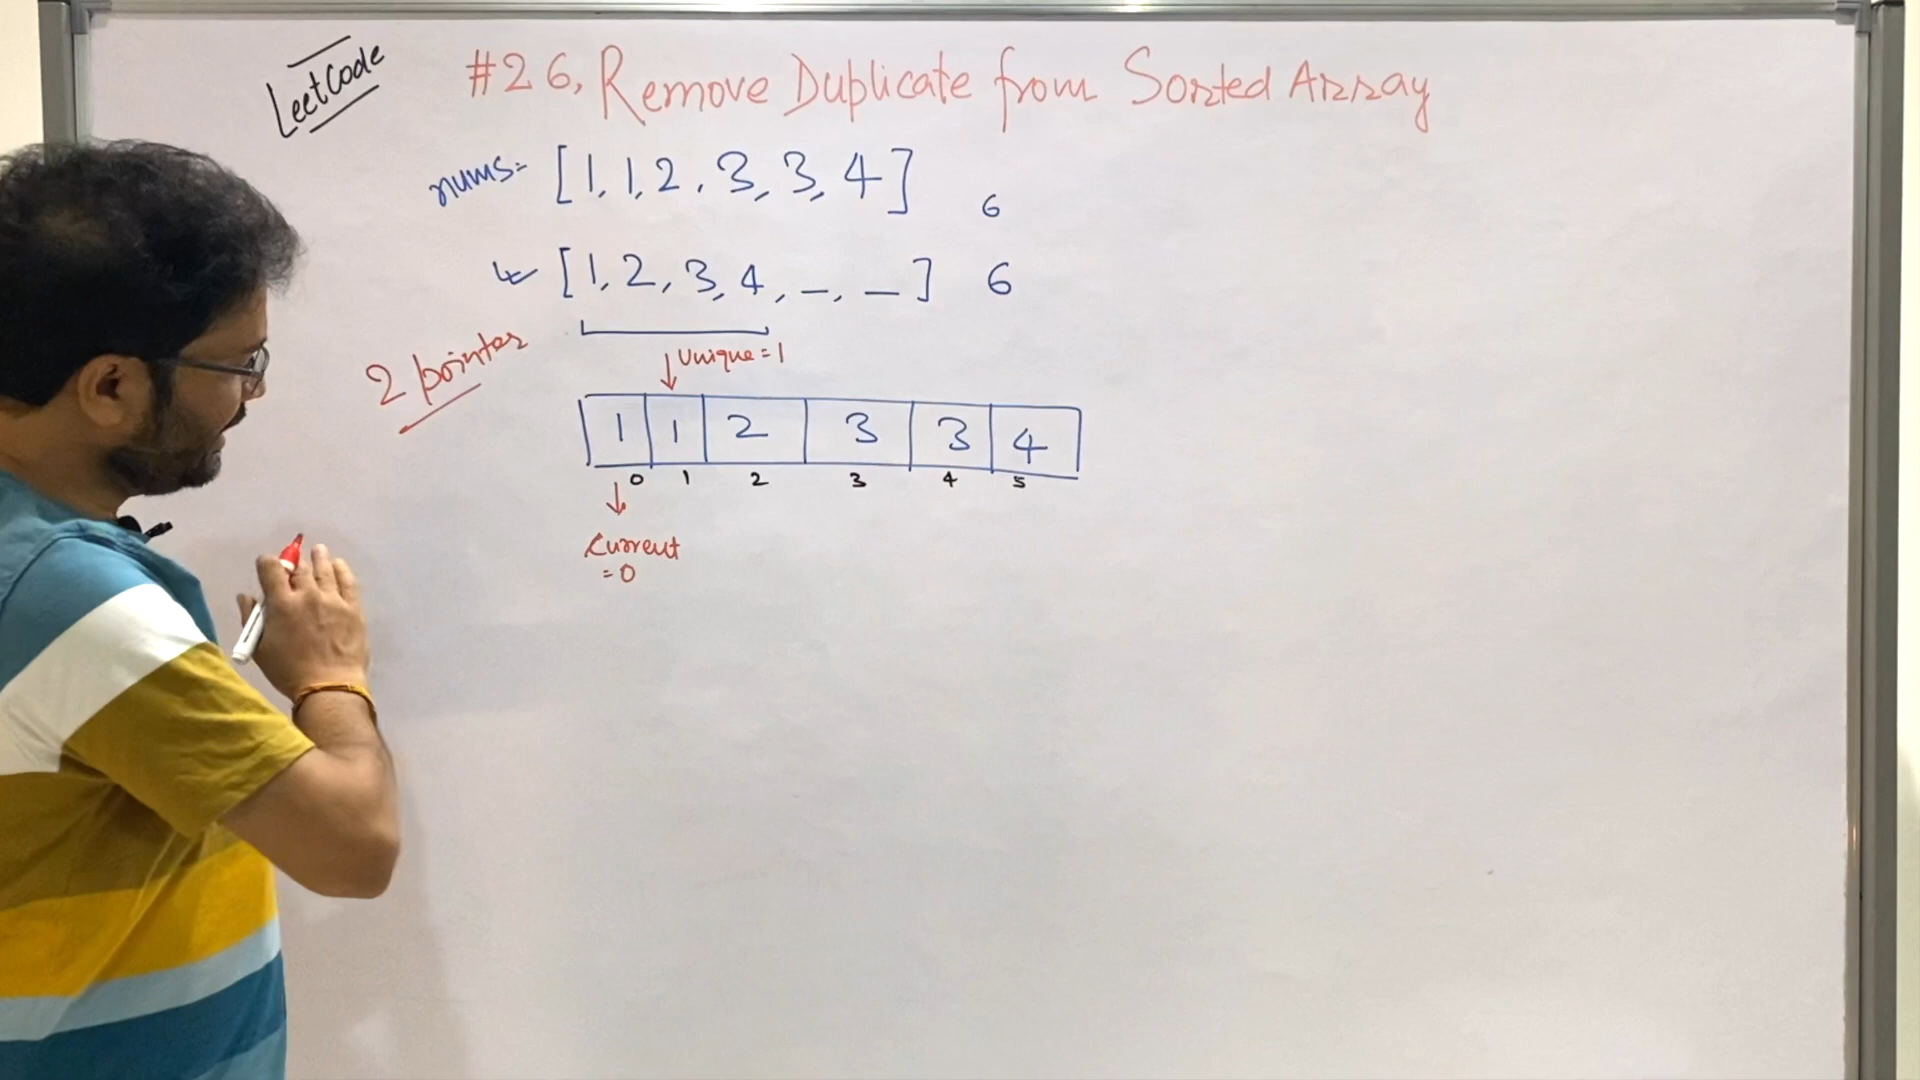 LeetCode
#26, Remove Duplicate from Sorted Array
nums= [1, 1, 2, 3, 3, 4] 6
[1, 2, 3, 4, _, _] 6
2 pointer
unique = 1
1 1 2 3 3 4
0 1 2 3 4 5
Current
= 0